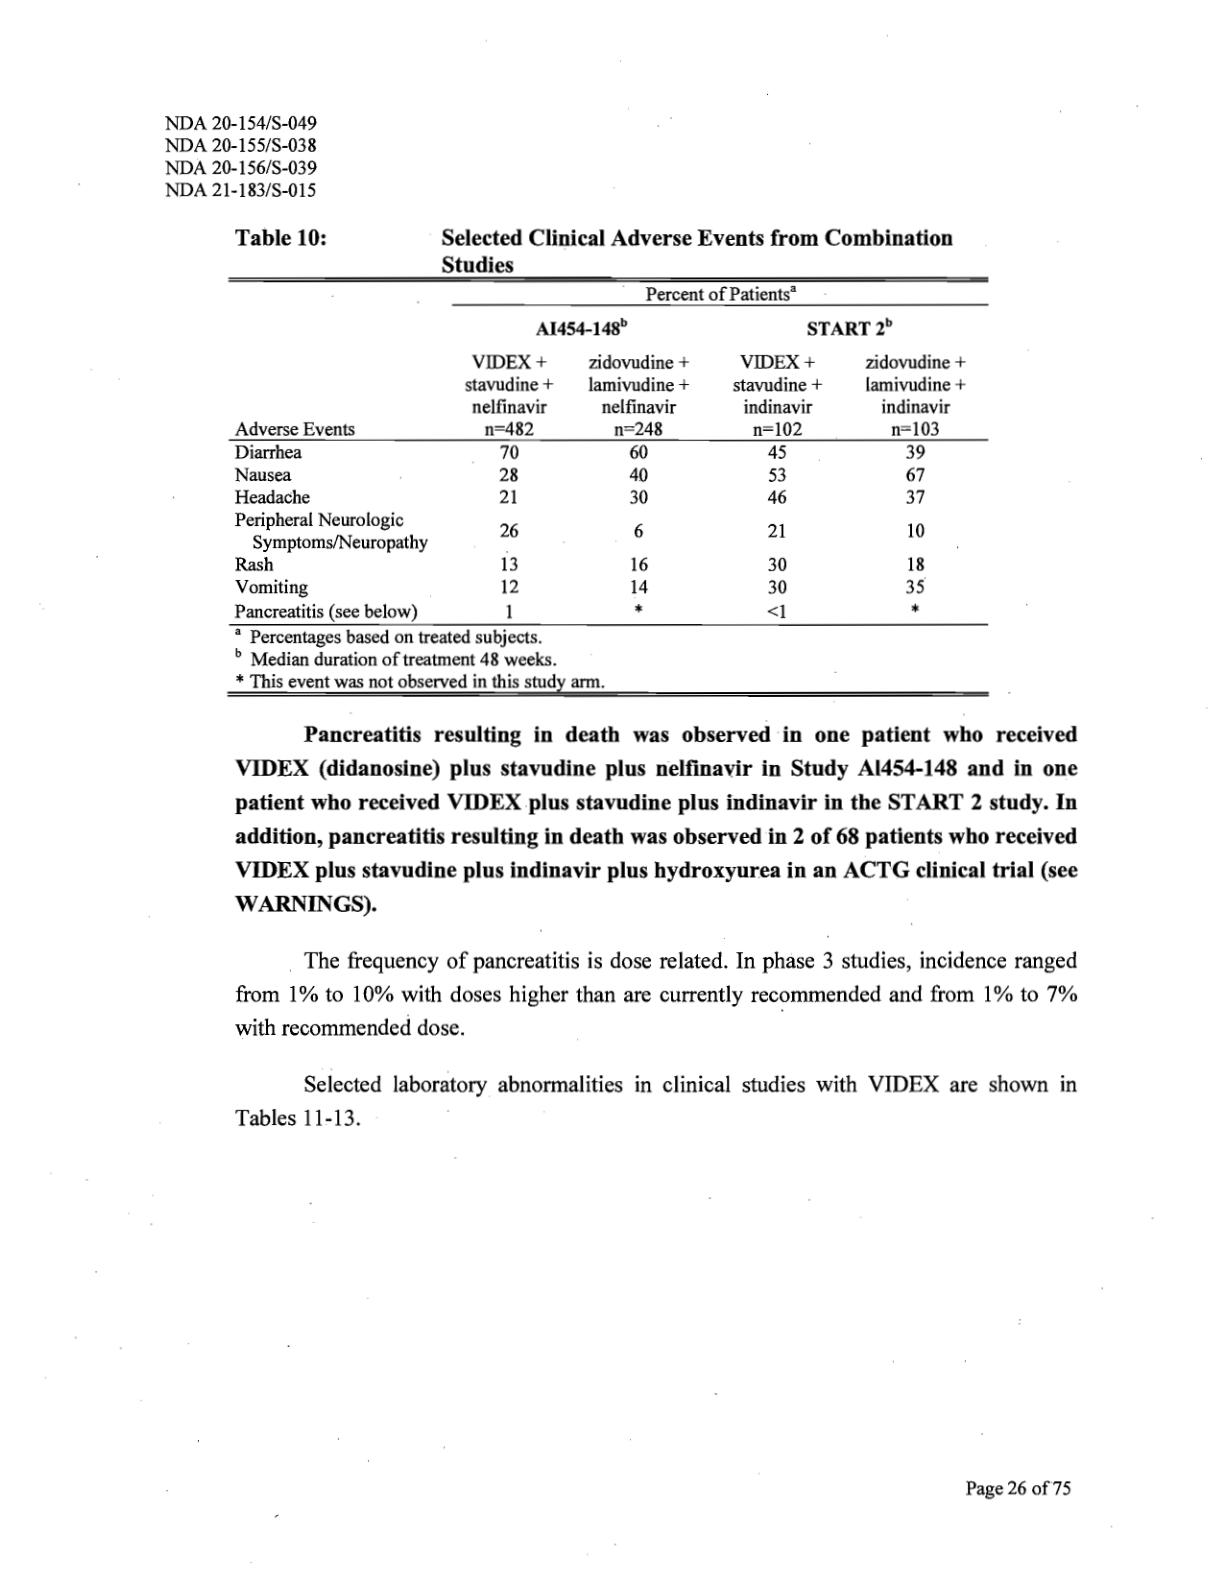 NDA 20-154/S-049
NDA 20-155/S-038
NDA 20-156/S-039
NDA 21-183/S-015
Table 10: Selected Clinical Adverse Events from Combination
Studies
Percent of Patientsᵃ
AI454-148ᵇ START 2ᵇ
VIDEX + zidovudine + VIDEX + zidovudine +
stavudine + lamivudine + stavudine + lamivudine +
nelfinavir nelfinavir indinavir indinavir
Adverse Events n=482 n=248 n=102 n=103
Diarrhea 70 60 45 39
Nausea 28 40 53 67
Headache 21 30 46 37
Peripheral Neurologic
Symptoms/Neuropathy 26 6 21 10
Rash 13 16 30 18
Vomiting 12 14 30 35
Pancreatitis (see below) 1 * <1 *
ᵃ Percentages based on treated subjects.
ᵇ Median duration of treatment 48 weeks.
* This event was not observed in this study arm.
Pancreatitis resulting in death was observed in one patient who received
VIDEX (didanosine) plus stavudine plus nelfinavir in Study AI454-148 and in one
patient who received VIDEX plus stavudine plus indinavir in the START 2 study. In
addition, pancreatitis resulting in death was observed in 2 of 68 patients who received
VIDEX plus stavudine plus indinavir plus hydroxyurea in an ACTG clinical trial (see
WARNINGS).
The frequency of pancreatitis is dose related. In phase 3 studies, incidence ranged
from 1% to 10% with doses higher than are currently recommended and from 1% to 7%
with recommended dose.
Selected laboratory abnormalities in clinical studies with VIDEX are shown in
Tables 11-13.
Page 26 of 75